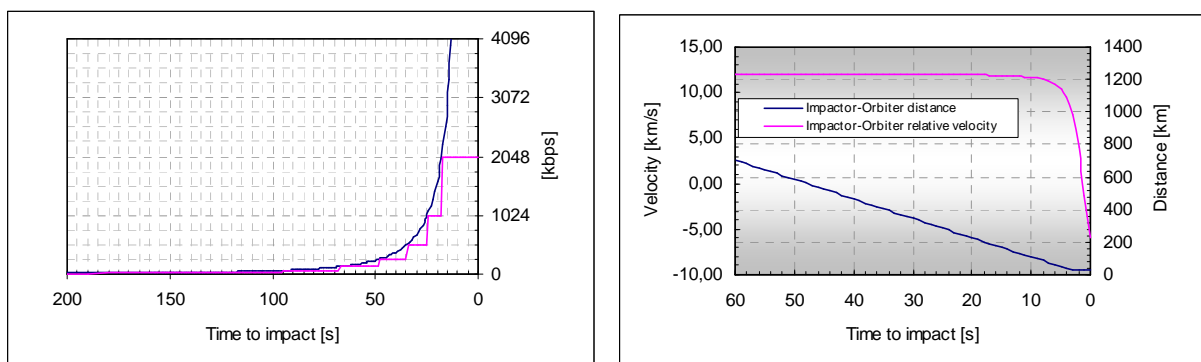 4096
3072
2048
1024
0
[kbps]
200 150 100 50 0
Time to impact [s]
15,00
10,00
5,00
0,00
-5,00
-10,00
Velocity [km/s]
Impactor-Orbiter distance
Impactor-Orbiter relative velocity
1400
1200
1000
800
600
400
200
0
Distance [km]
60 50 40 30 20 10 0
Time to impact [s]